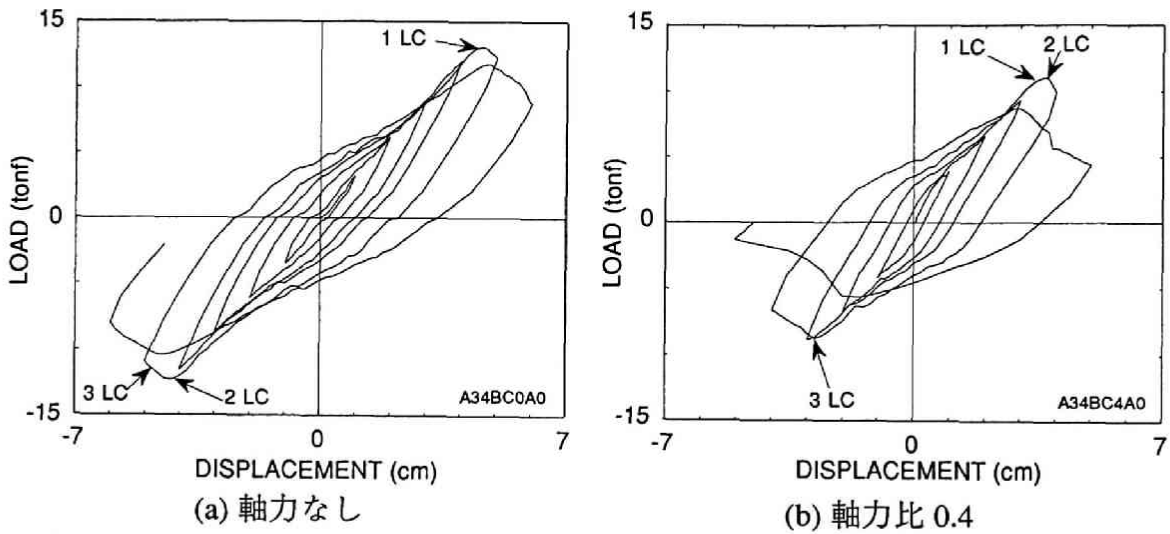 15
1 LC
LOAD (tonf)
0
3 LC
2 LC
A34BC0A0
-15
-7
0
7
DISPLACEMENT (cm)
(a) 軸力なし
15
1 LC
2 LC
LOAD (tonf)
0
3 LC
A34BC4A0
-15
-7
0
7
DISPLACEMENT (cm)
(b) 軸力比 0.4